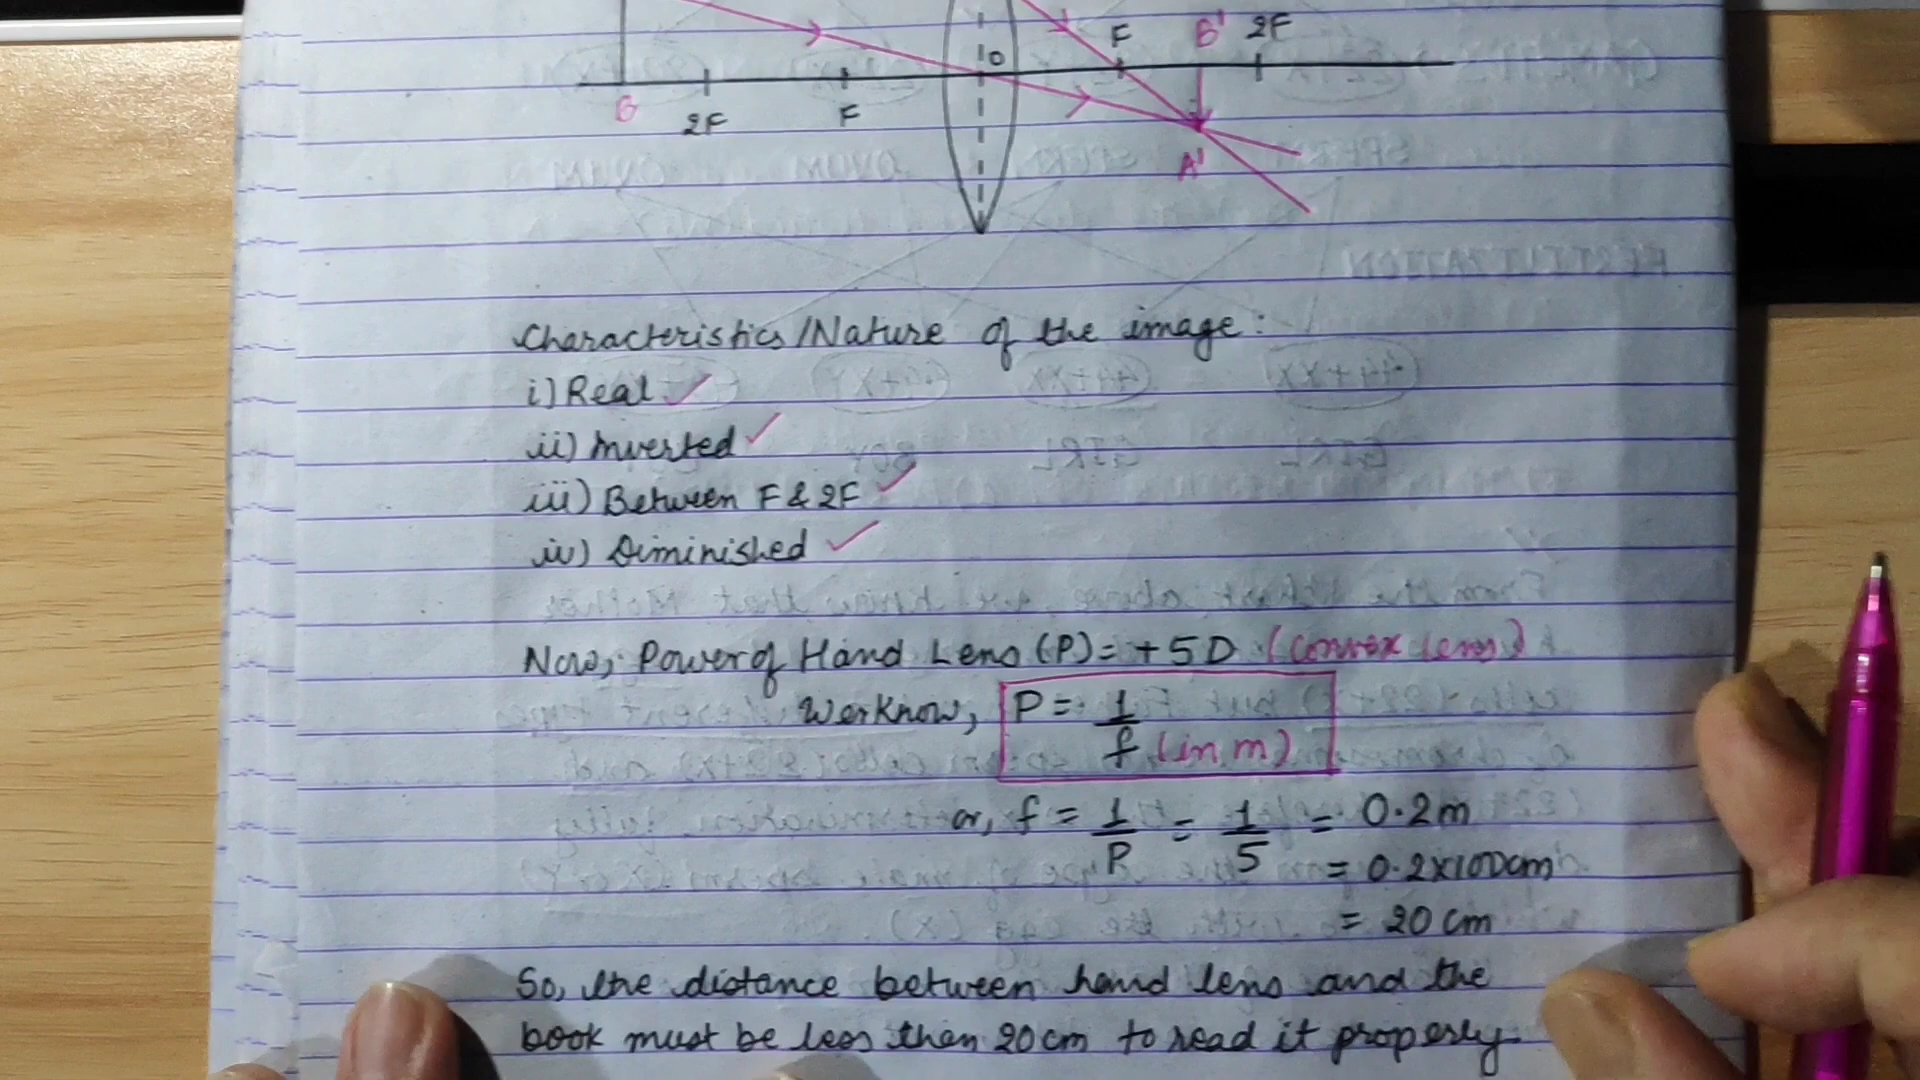 F B' 2F
O
B 2F F
A'
Characteristics/Nature of the image:
i) Real ✓
ii) Inverted ✓
iii) Between F & 2F ✓
iv) Diminished ✓
Now, Power of Hand Lens (P) = +5D (Convex lens)
We know, P = 1/f (in m)
or, f = 1/P = 1/5 = 0.2m
= 0.2x100cm
= 20 cm
So, the distance between hand lens and the
book must be less than 20cm to read it properly.